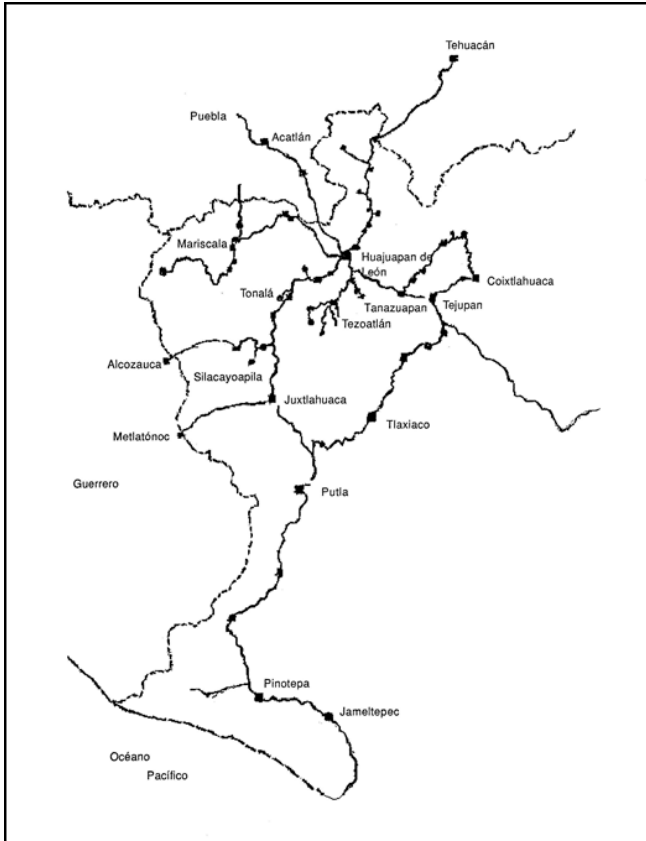 Tehuacán
Puebla
Acatlán
Mariscala
Huajuapan de
León
Coixtlahuaca
Tonalá
Tanazuapan
Tejupan
Tezoatlán
Alcozauca
Silacayoapila
Juxtlahuaca
Tlaxiaco
Metlatónoc
Guerrero
Putla
Pinotepa
Jameltepec
Océano
Pacífico